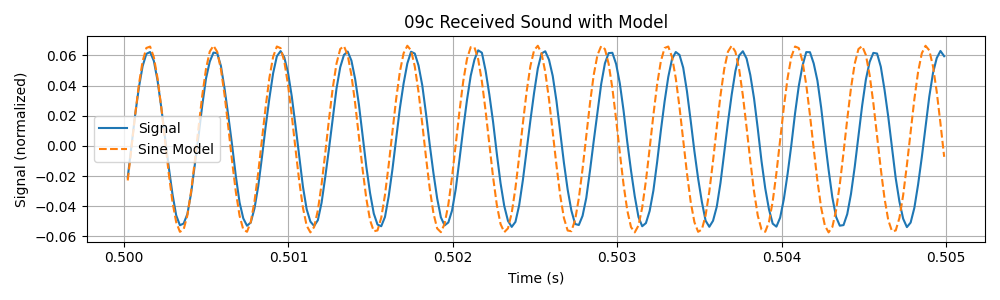 09c Received Sound with Model
Signal (normalized)
0.06
0.04
0.02
0.00
−0.02
−0.04
−0.06
Signal
Sine Model
0.500
0.501
0.502
0.503
0.504
0.505
Time (s)